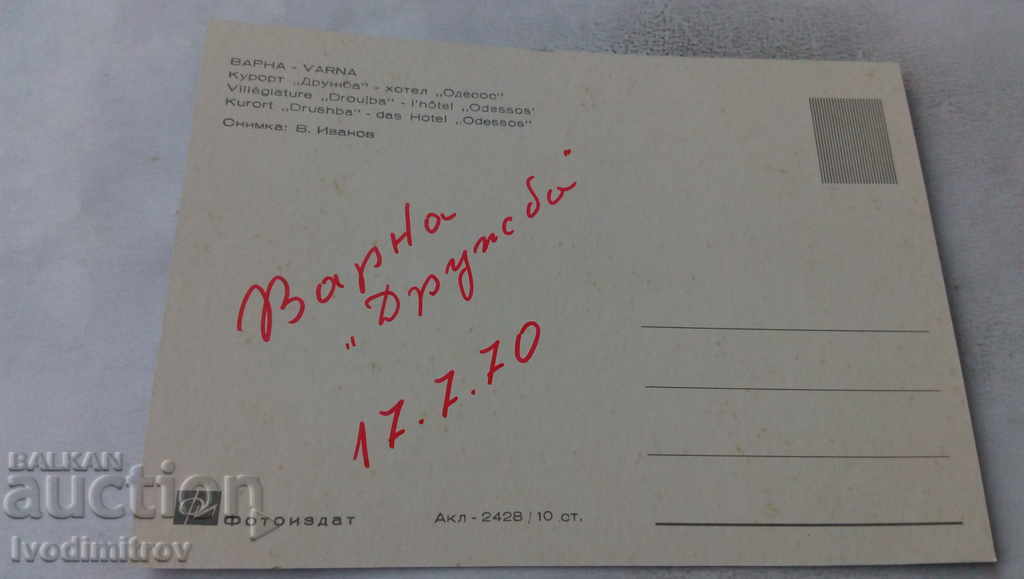 ВАРНА - VARNA
Курорт „Дружба" - хотел „Одесос"
Villégiature „Droujba" - l'hôtel „Odessos'
Kurort „Drushba" - das Hotel „Odessos"
Снимка: В. Иванов
Варна
"Дружба"
17.7.70
Фотоиздат
Акл - 2428 / 10 ст.
BALKAN
auction
Ivodimitrov